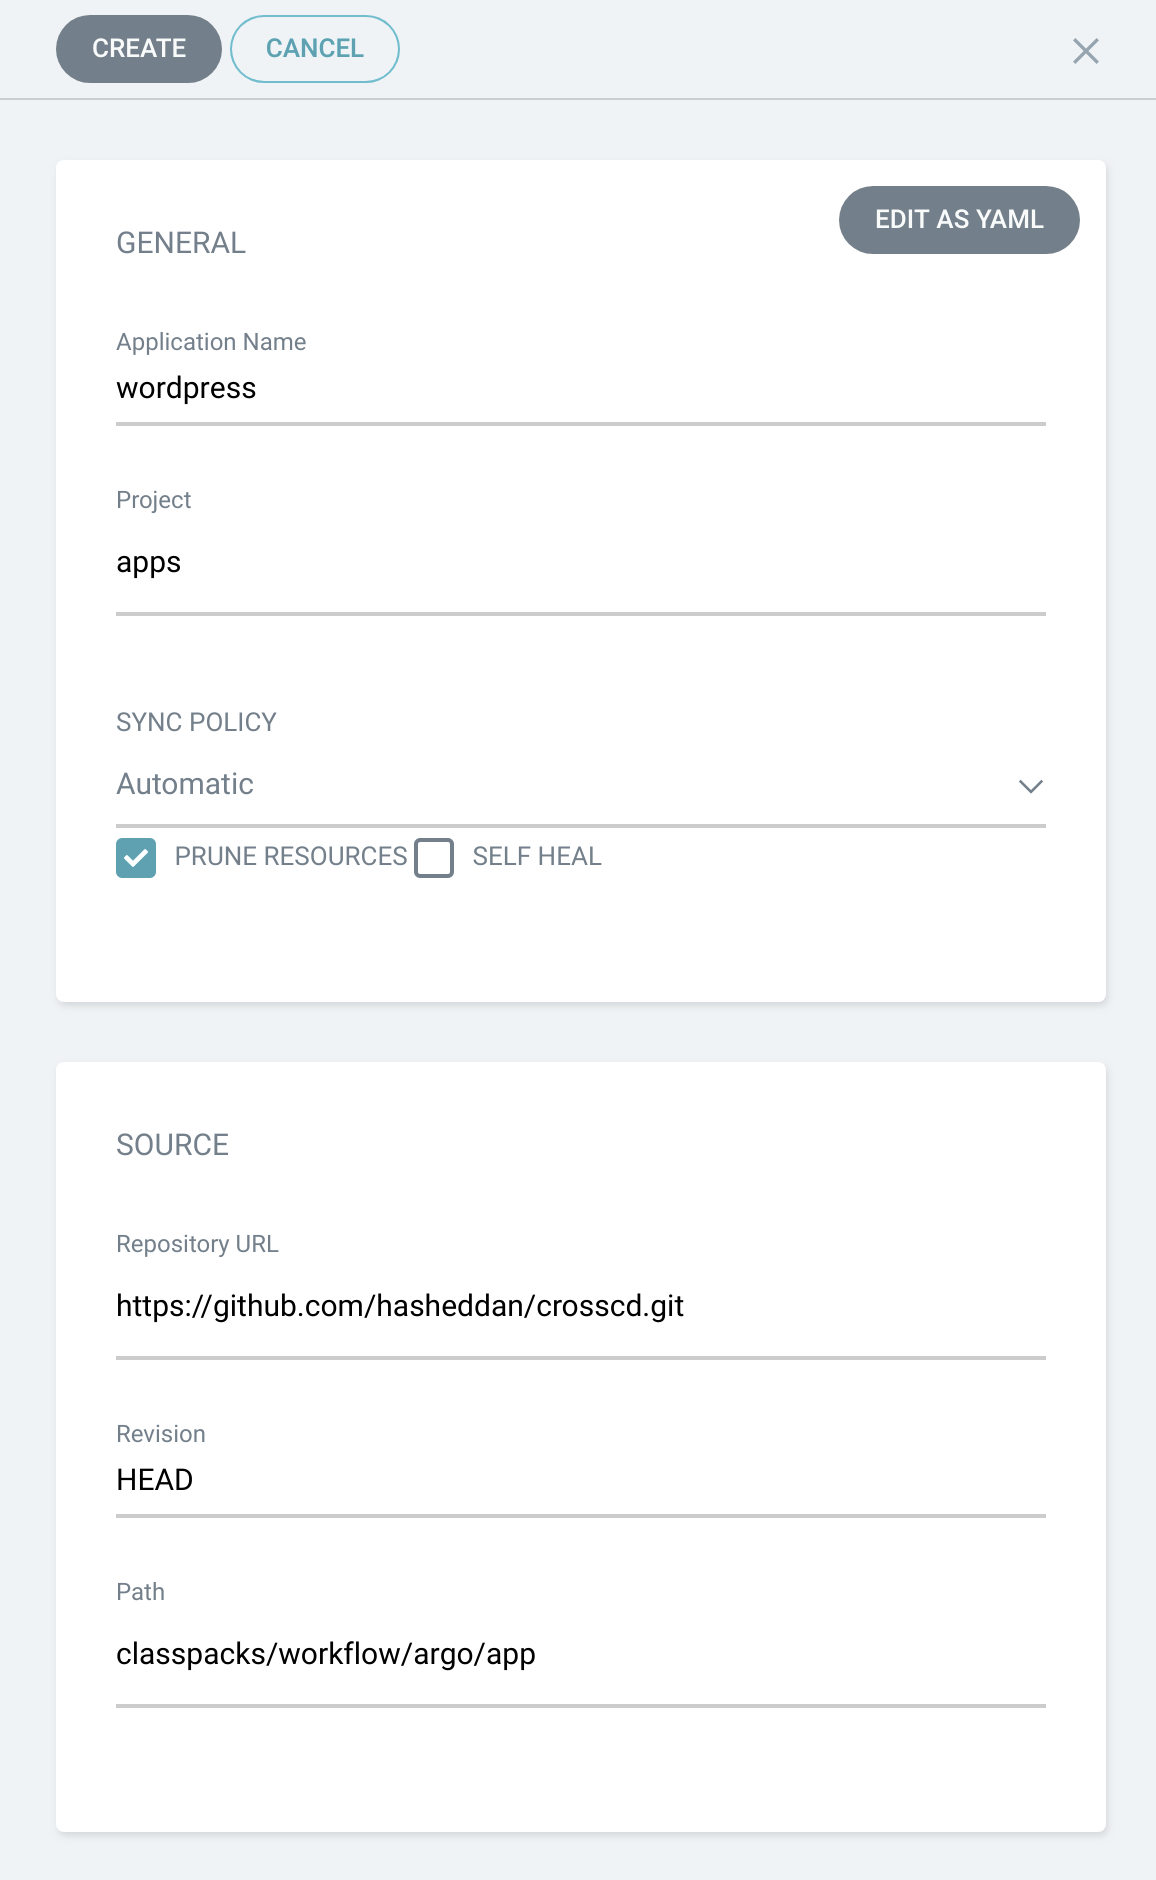 CREATE CANCEL
GENERAL
EDIT AS YAML
Application Name
wordpress
Project
apps
SYNC POLICY
Automatic
PRUNE RESOURCES SELF HEAL
SOURCE
Repository URL
https://github.com/hasheddan/crosscd.git
Revision
HEAD
Path
classpacks/workflow/argo/app